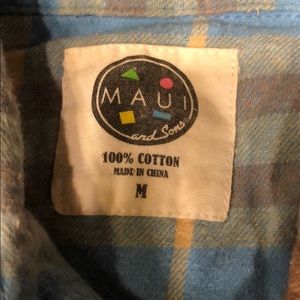 MAUI
and Sons
100% COTTON
MADE IN CHINA
M